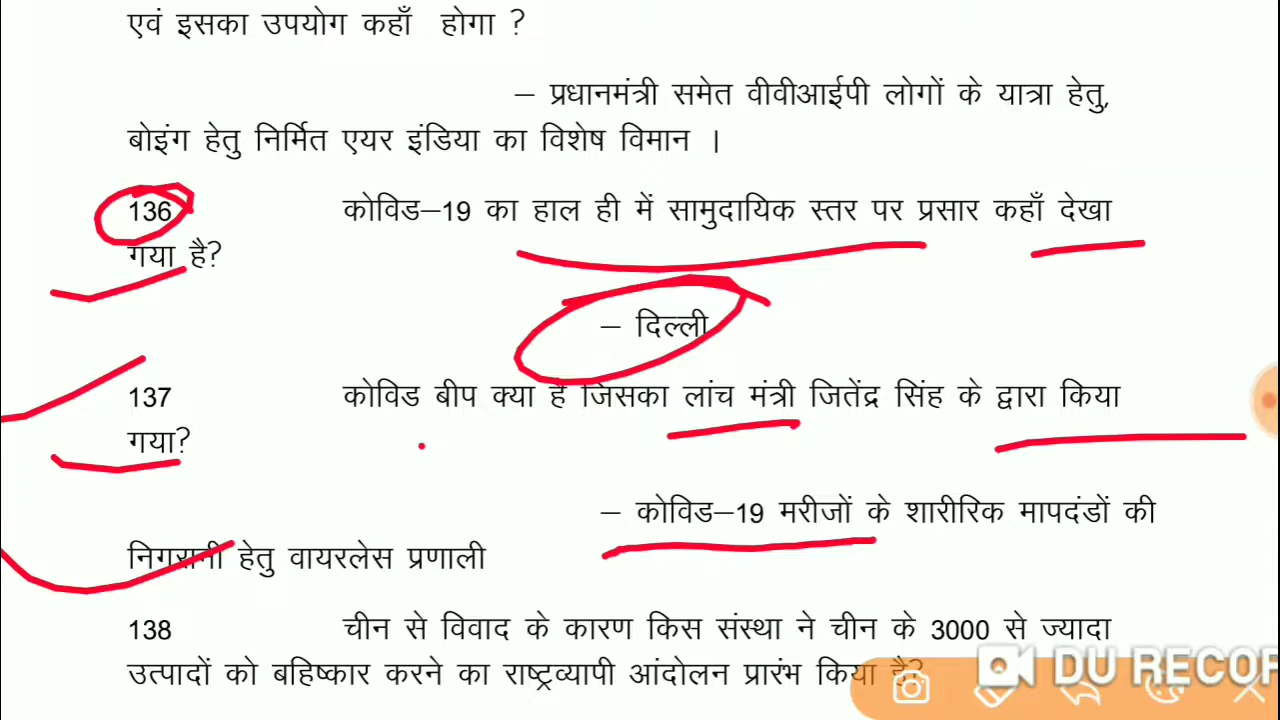 एवं इसका उपयोग कहाँ होगा ?
– प्रधानमंत्री समेत वीवीआईपी लोगों के यात्रा हेतु,
बोइंग हेतु निर्मित एयर इंडिया का विशेष विमान ।
136 कोविड–19 का हाल ही में सामुदायिक स्तर पर प्रसार कहाँ देखा
गया है?
– दिल्ली
137 कोविड बीप क्या है जिसका लांच मंत्री जितेंद्र सिंह के द्वारा किया
गया?
– कोविड–19 मरीजों के शारीरिक मापदंडों की
निगरानी हेतु वायरलेस प्रणाली
138 चीन से विवाद के कारण किस संस्था ने चीन के 3000 से ज्यादा
उत्पादों को बहिष्कार करने का राष्ट्रव्यापी आंदोलन प्रारंभ किया है?
DU RECOR